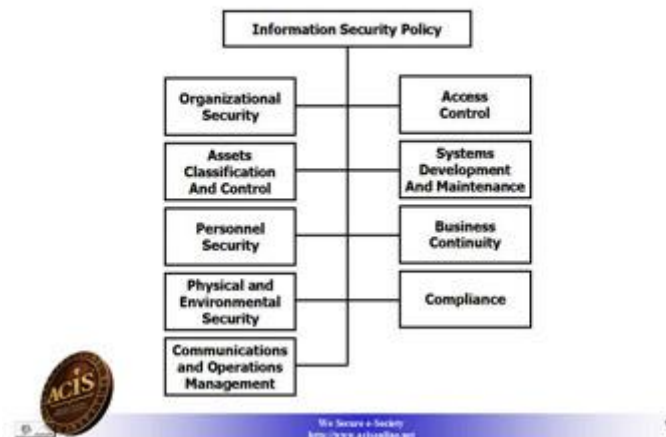 Information Security Policy
Organizational
Security
Access
Control
Assets
Classification
And Control
Systems
Development
And Maintenance
Personnel
Security
Business
Continuity
Physical and
Environmental
Security
Compliance
Communications
and Operations
Management
ACIS
We Secure e-Society